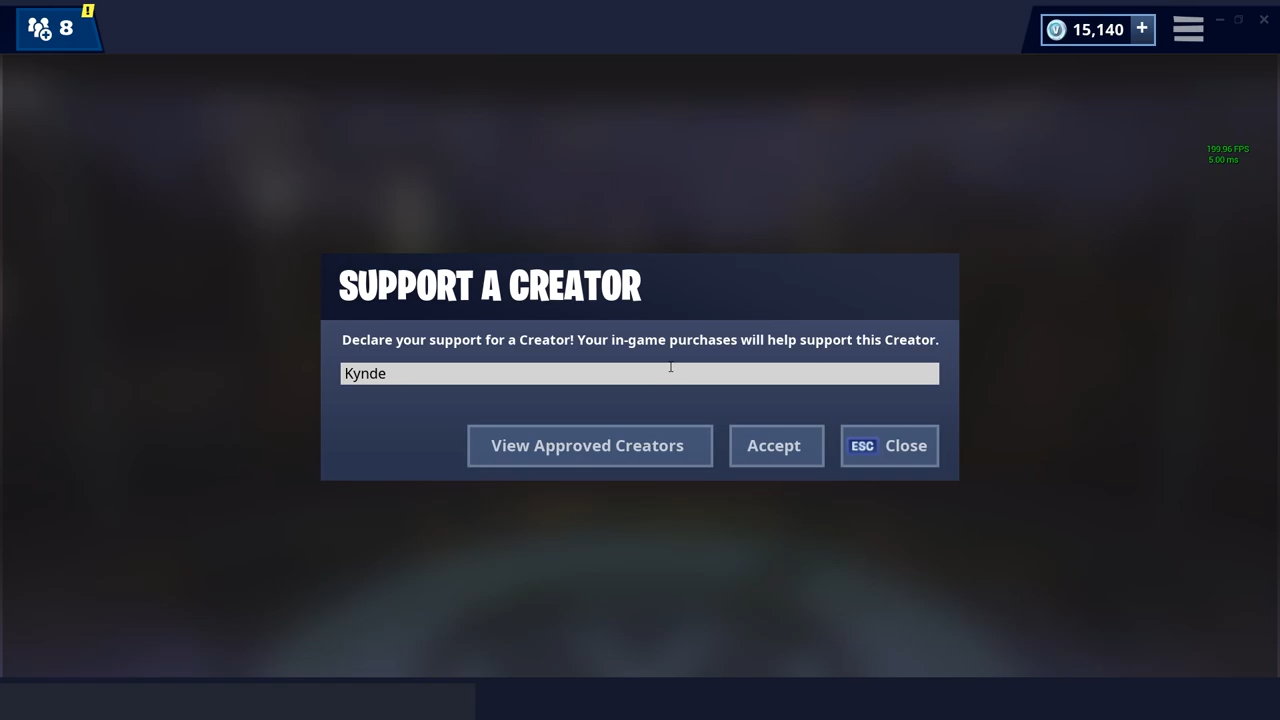 !
8
15,140 +
199.96 FPS
5.00 ms
SUPPORT A CREATOR
Declare your support for a Creator! Your in-game purchases will help support this Creator.
Kynde
View Approved Creators Accept ESC Close